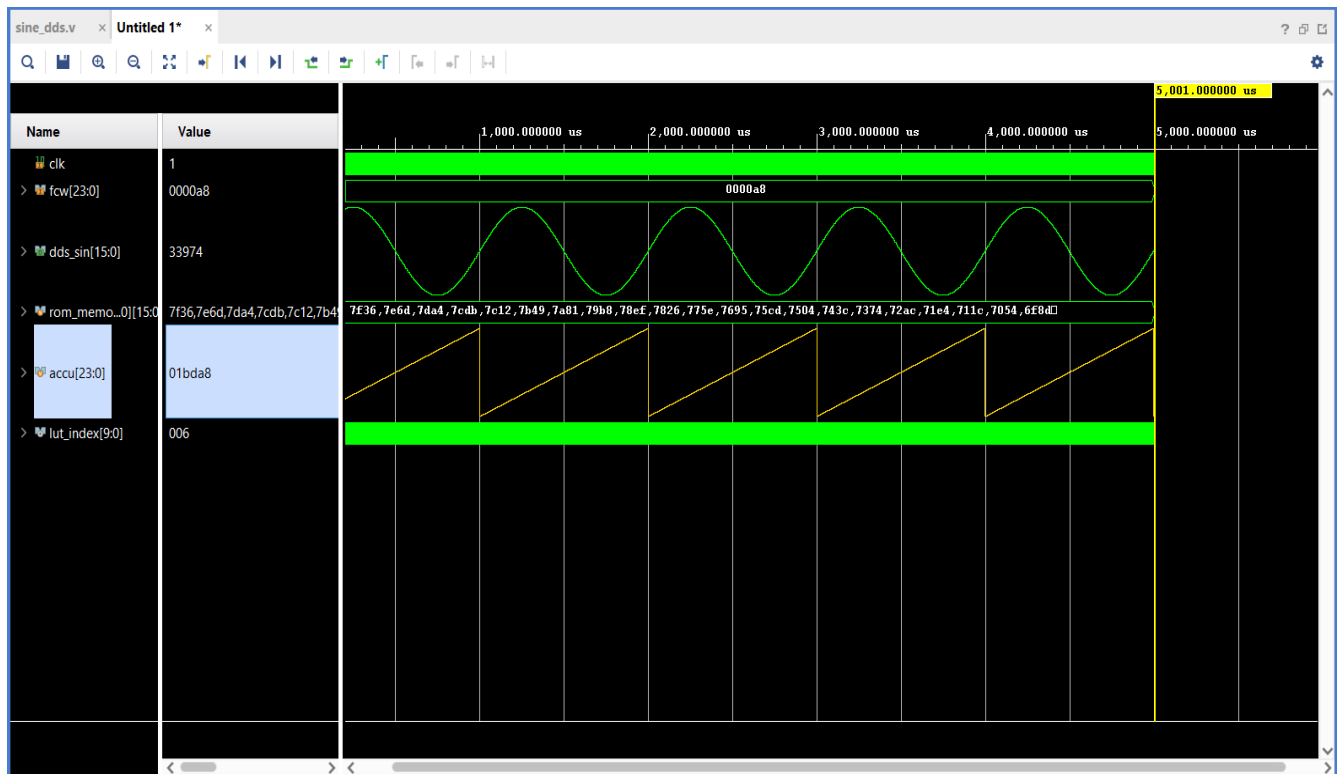 sine_dds.v × Untitled 1* × ?
5,001.000000 us
Name Value 1,000.000000 us 2,000.000000 us 3,000.000000 us 4,000.000000 us 5,000.000000 us
clk 1
fcw[23:0] 0000a8 0000a8
dds_sin[15:0] 33974
rom_memo...0][15:0 7f36,7e6d,7da4,7cdb,7c12,7b49 7f36,7e6d,7da4,7cdb,7c12,7b49,7a81,79b8,78ef,7826,775e,7695,75cd,7504,743c,7374,72ac,71e4,711c,7054,6f8d
accu[23:0] 01bda8
lut_index[9:0] 006